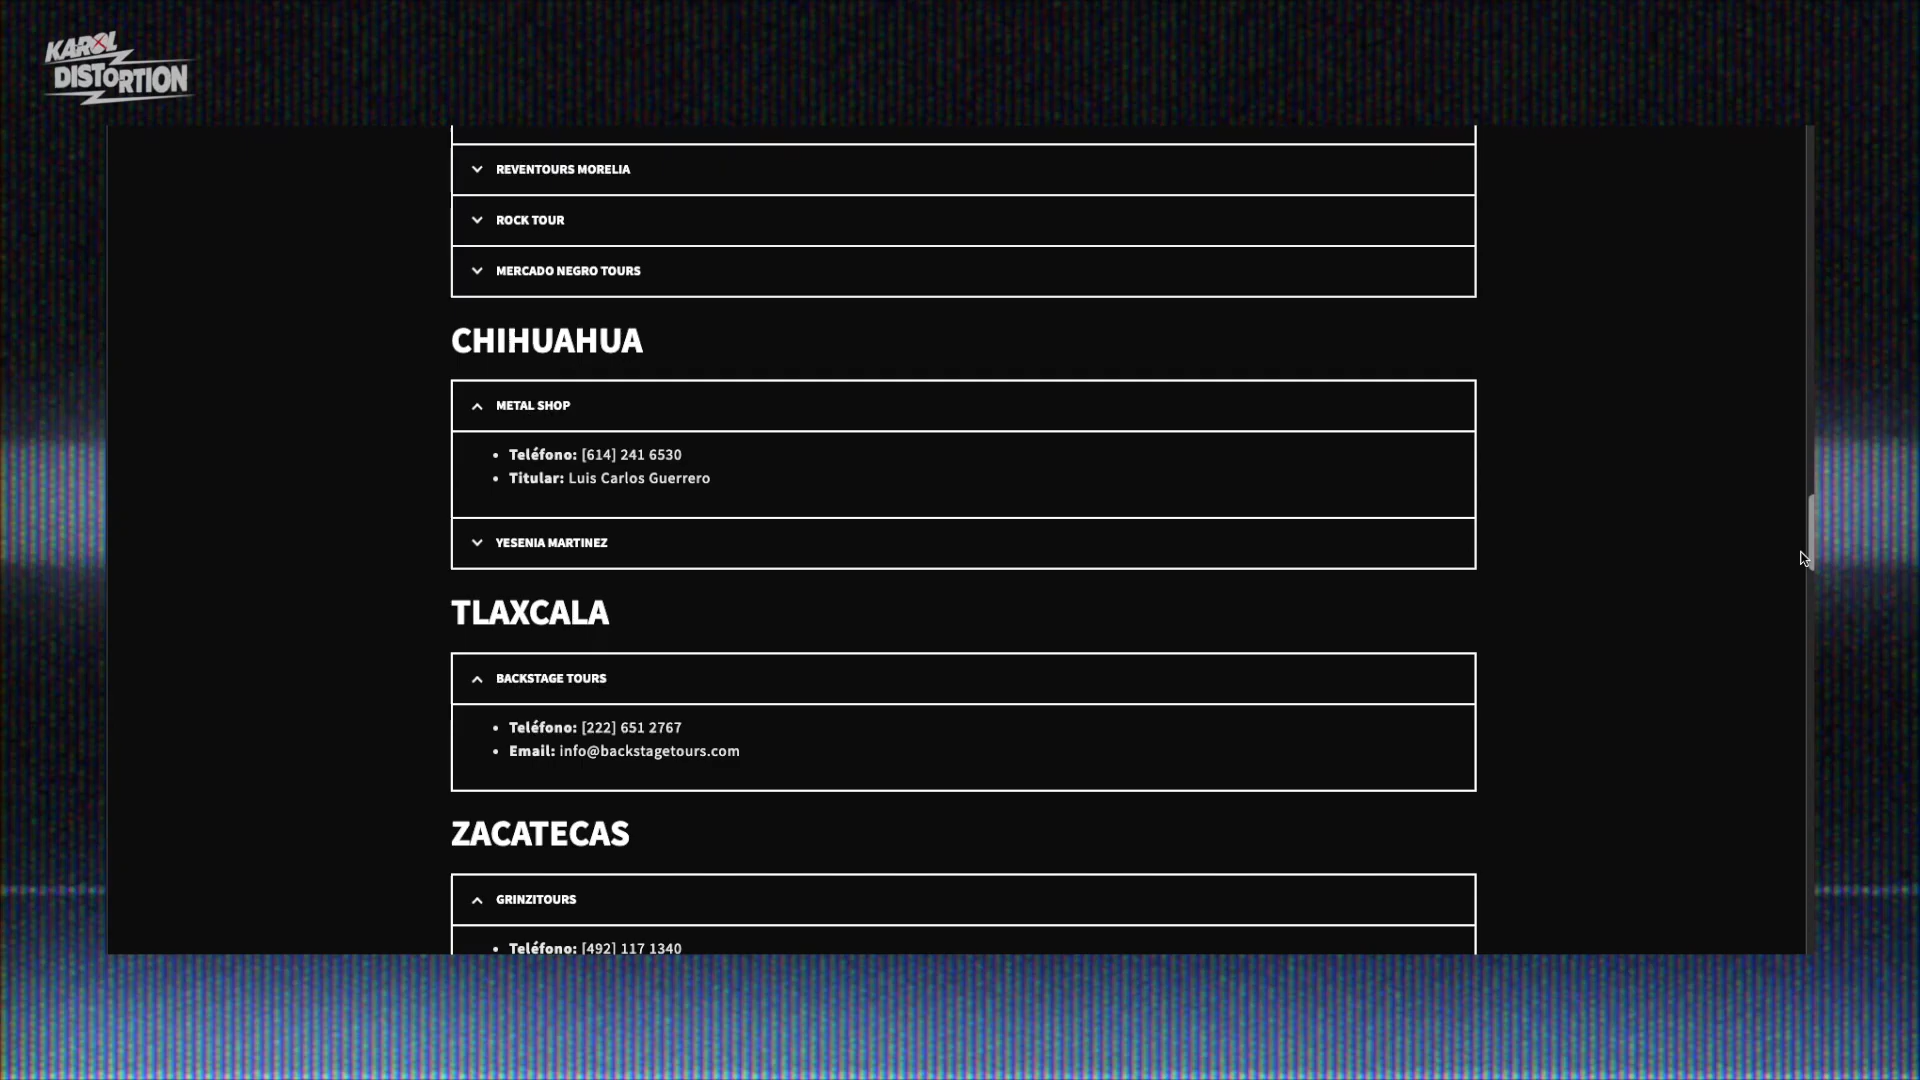 KAROL
DISTORTION
REVENTOURS MORELIA
ROCK TOUR
MERCADO NEGRO TOURS
CHIHUAHUA
METAL SHOP
• Teléfono: [614] 241 6530
• Titular: Luis Carlos Guerrero
YESENIA MARTINEZ
TLAXCALA
BACKSTAGE TOURS
• Teléfono: [222] 651 2767
• Email: info@backstagetours.com
ZACATECAS
GRINZITOURS
• Teléfono: [492] 117 1340